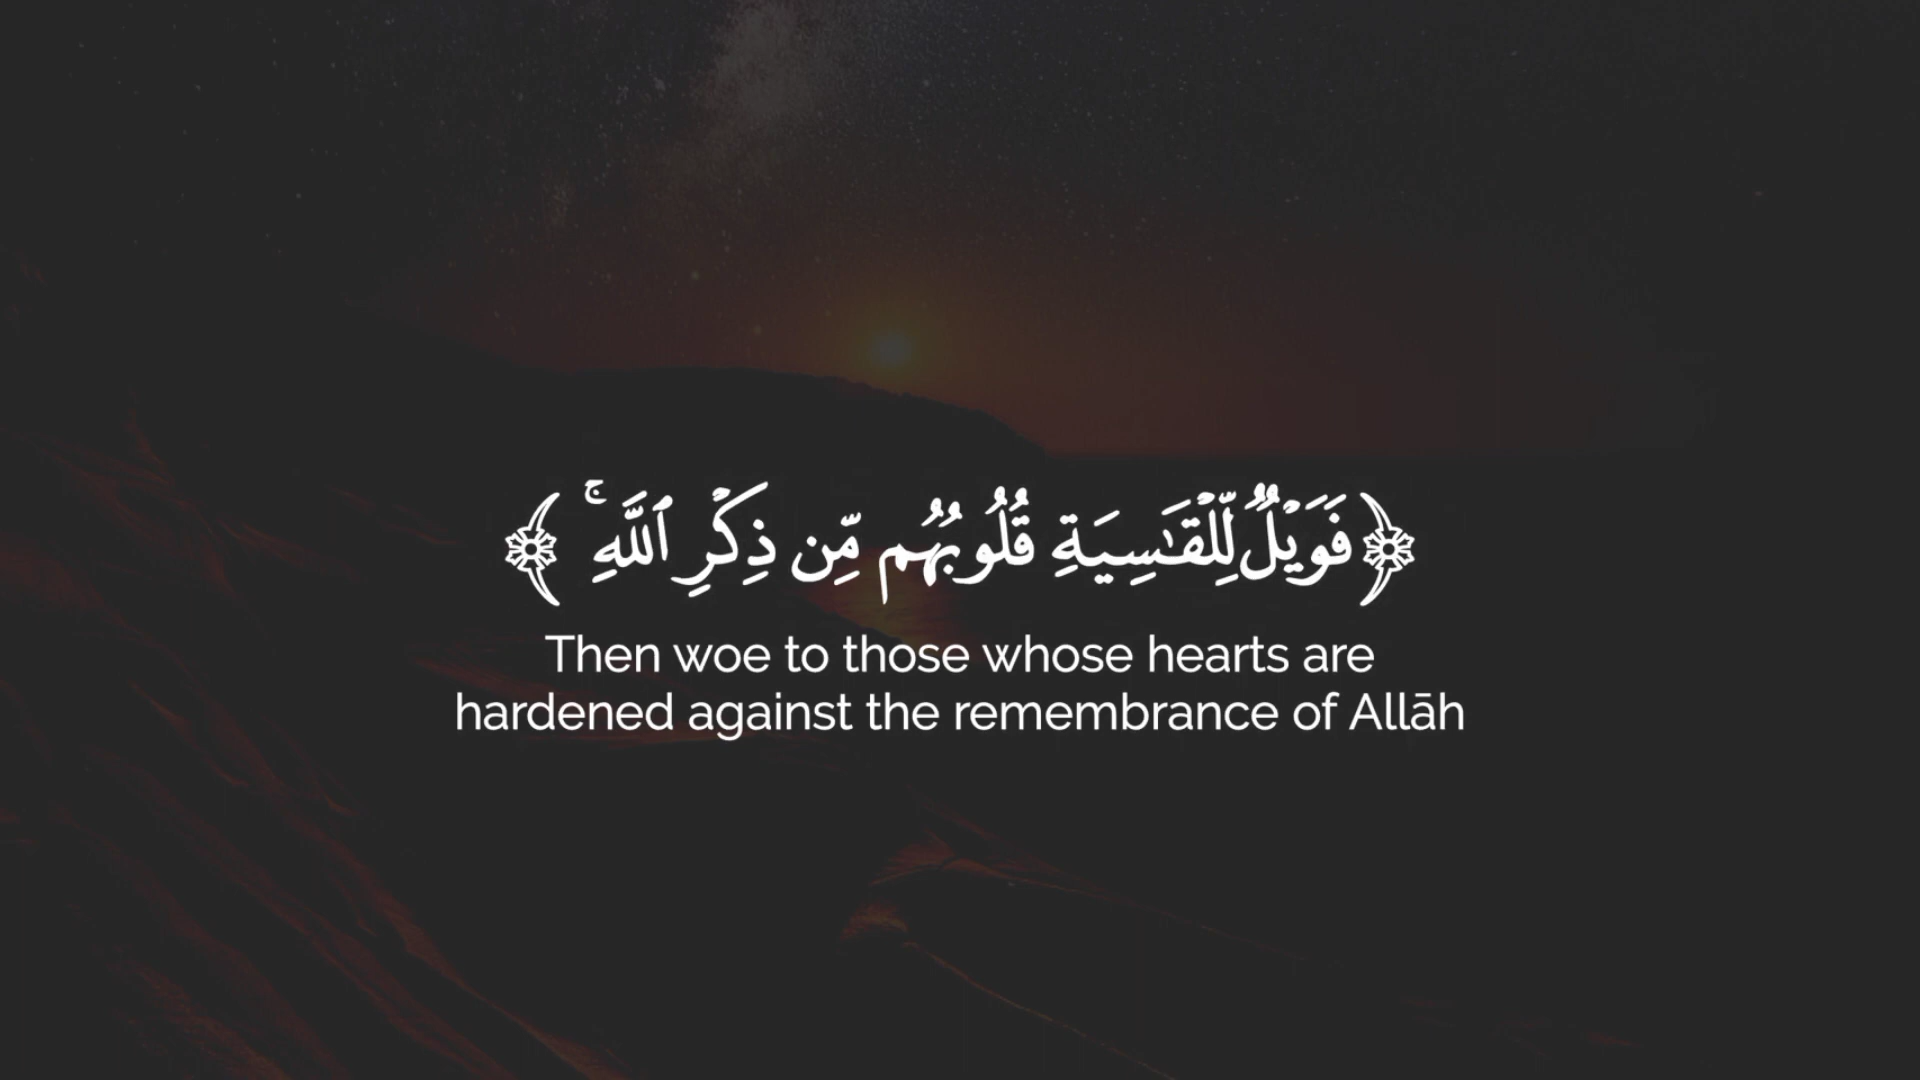 ﴿فَوَيْلٌ لِّلْقَـٰسِيَةِ قُلُوبُهُم مِّن ذِكْرِ ٱللَّهِ ۚ﴾
Then woe to those whose hearts are
hardened against the remembrance of Allāh